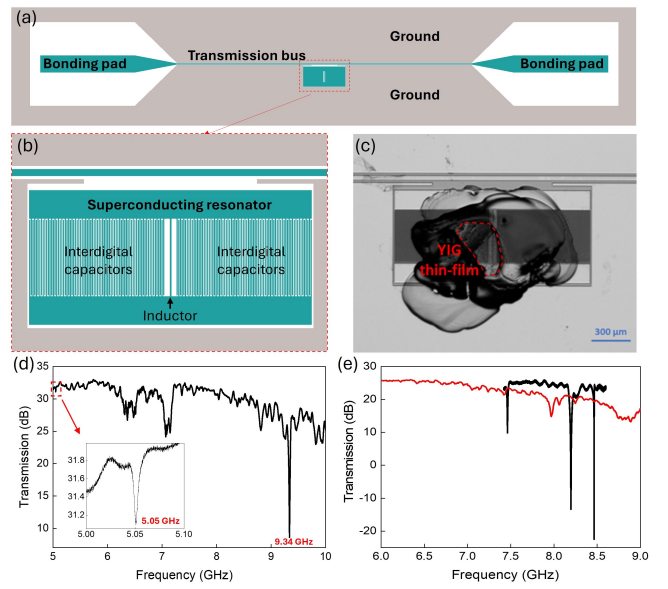 (a)
Ground
Transmission bus
Bonding pad
Bonding pad
Ground
(b)
Superconducting resonator
Interdigital
capacitors
Interdigital
capacitors
Inductor
(c)
YIG
thin-film
300 µm
(d)
35
30
25
20
15
10
Transmission (dB)
31.8
31.6
31.4
31.2
5.00
5.05
5.10
5.05 GHz
9.34 GHz
5
6
7
8
9
10
Frequency (GHz)
(e)
30
20
10
0
-10
-20
Transmission (dB)
6.0
6.5
7.0
7.5
8.0
8.5
9.0
Frequency (GHz)